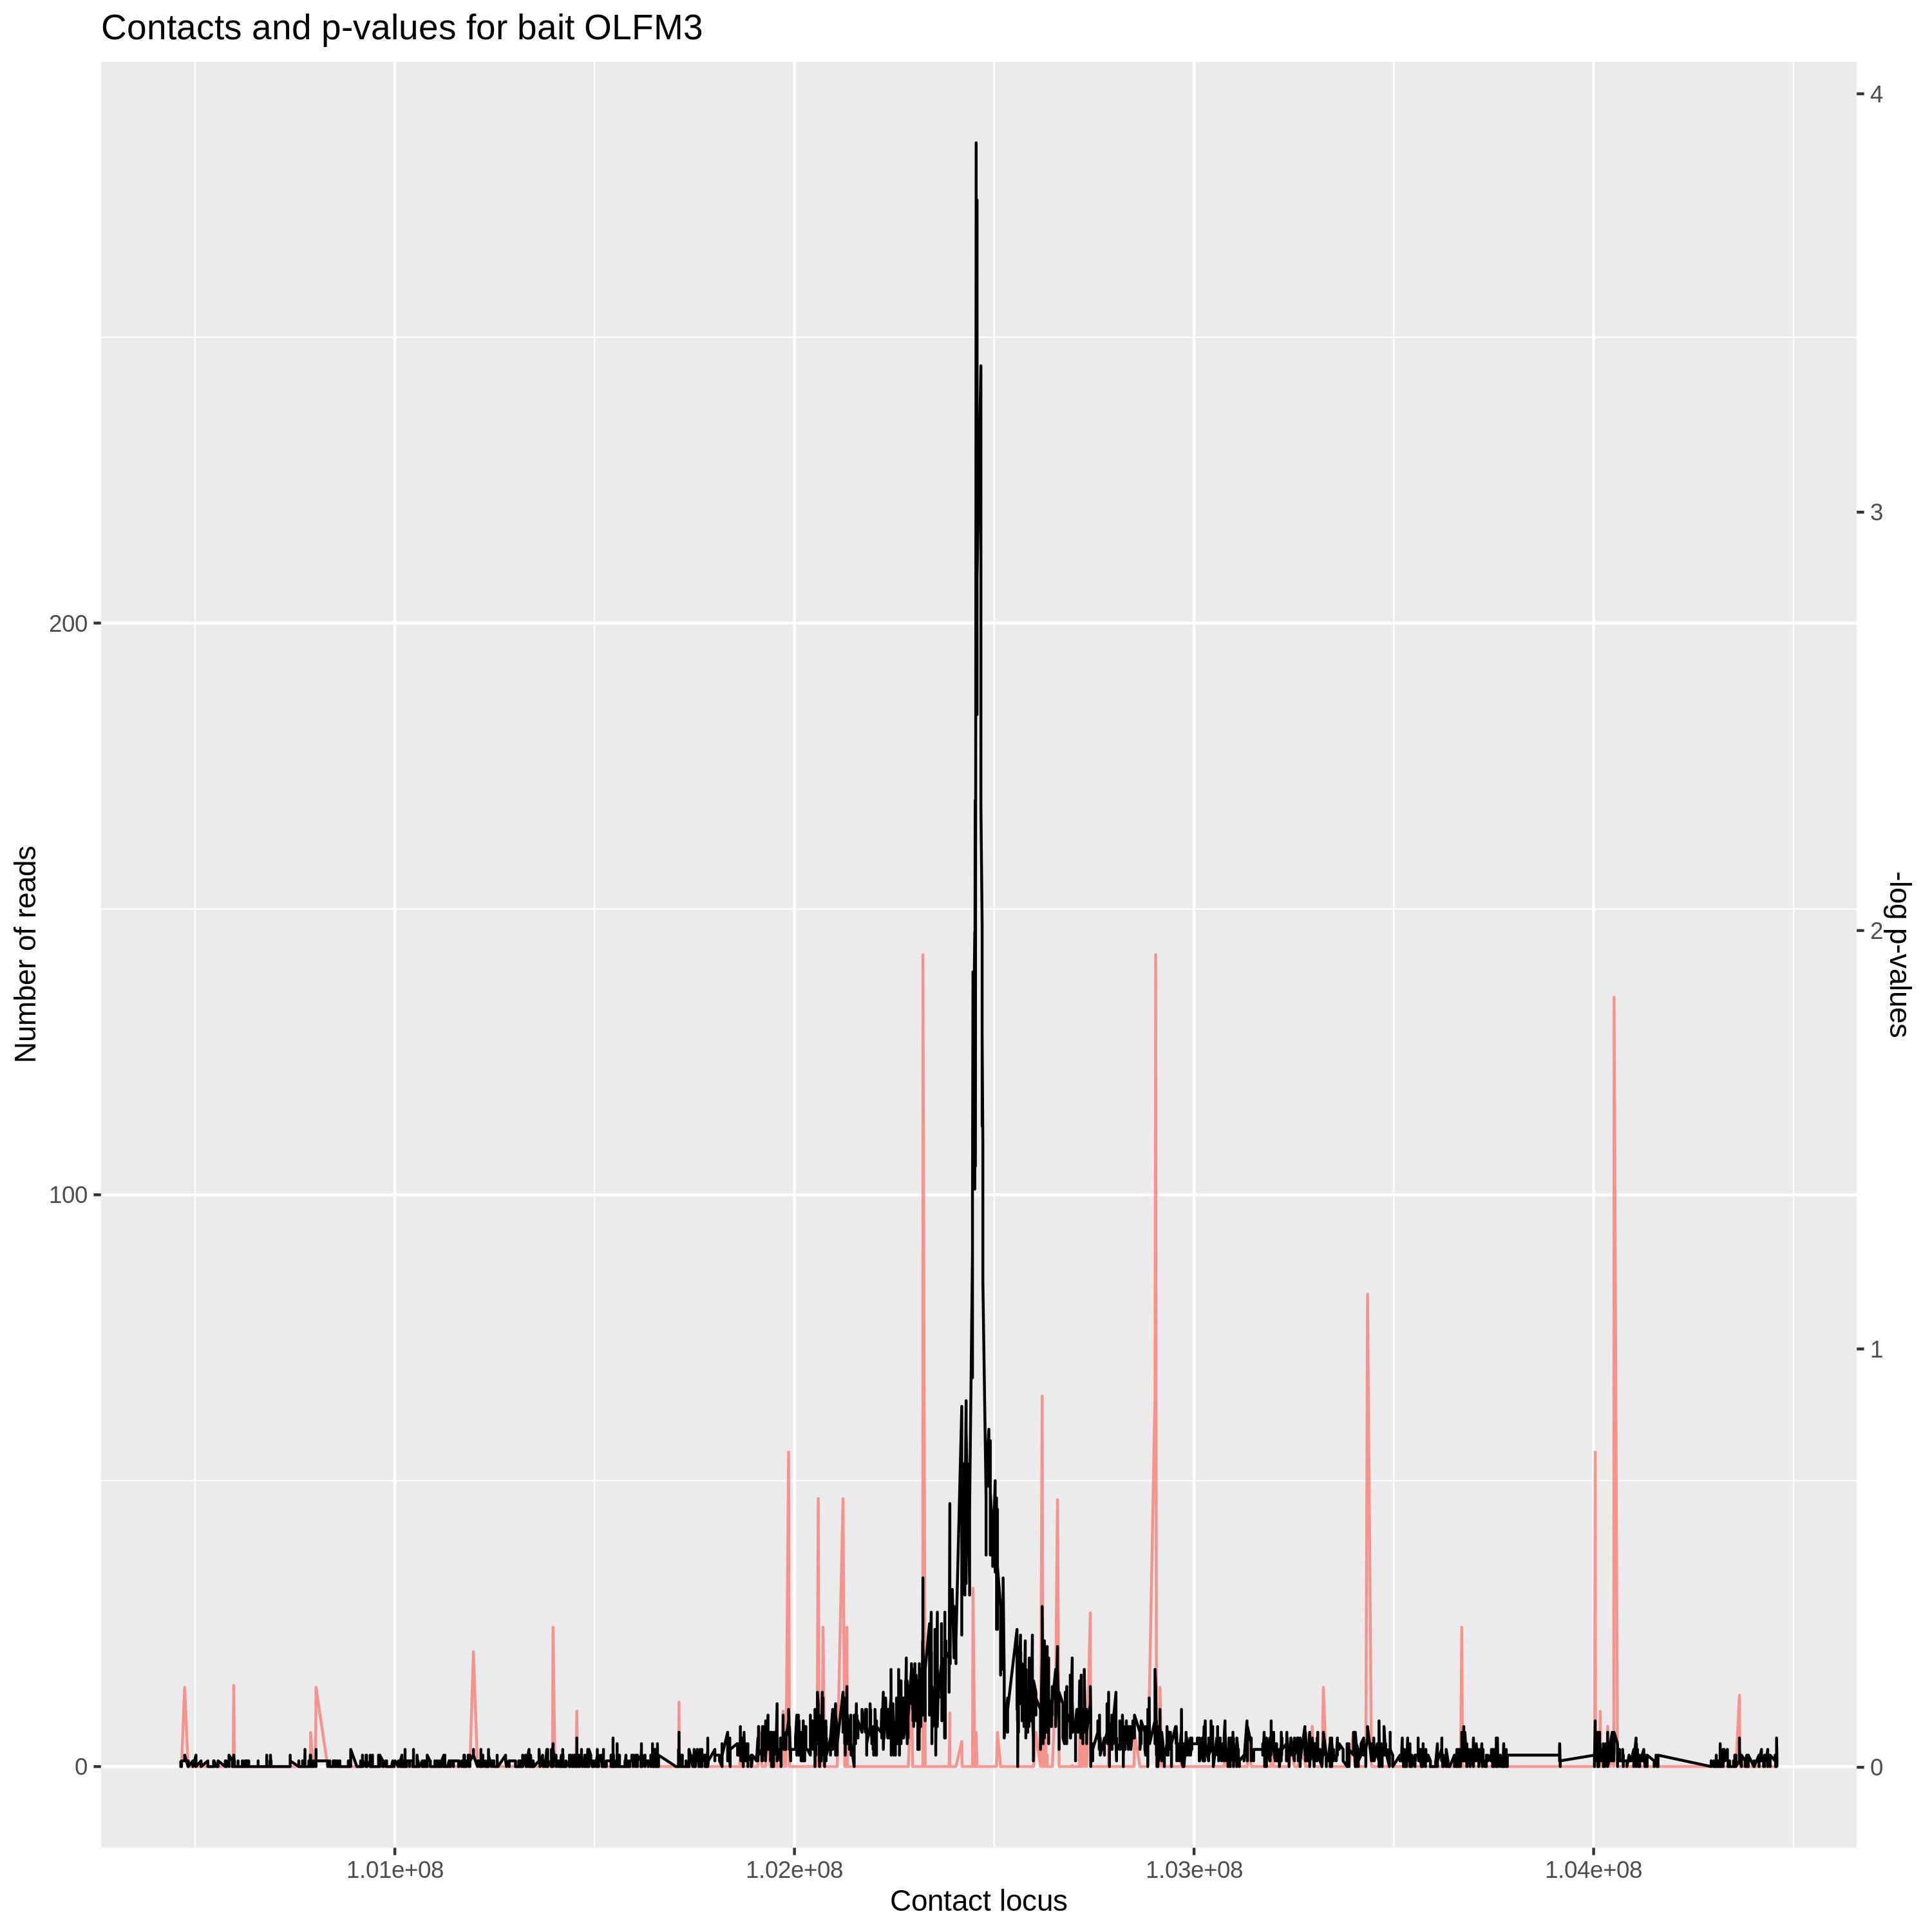 Contacts and p-values for bait OLFM3
Number of reads
200
100
0
4
3
2
1
0
-log p-values
1.01e+08
1.02e+08
1.03e+08
1.04e+08
Contact locus